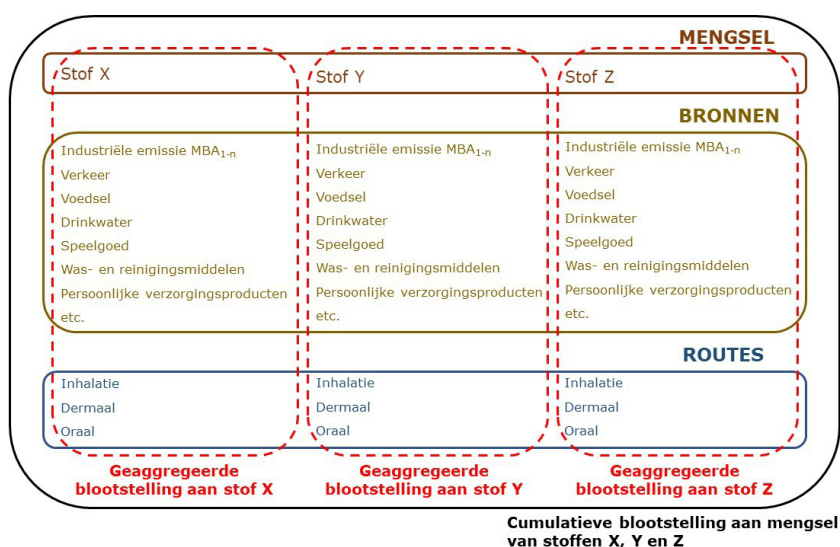 MENGSEL
Stof X
Stof Y
Stof Z
BRONNEN
Industriële emissie MBA1-n
Verkeer
Voedsel
Drinkwater
Speelgoed
Was- en reinigingsmiddelen
Persoonlijke verzorgingsproducten
etc.
Industriële emissie MBA1-n
Verkeer
Voedsel
Drinkwater
Speelgoed
Was- en reinigingsmiddelen
Persoonlijke verzorgingsproducten
etc.
Industriële emissie MBA1-n
Verkeer
Voedsel
Drinkwater
Speelgoed
Was- en reinigingsmiddelen
Persoonlijke verzorgingsproducten
etc.
ROUTES
Inhalatie
Dermaal
Oraal
Inhalatie
Dermaal
Oraal
Inhalatie
Dermaal
Oraal
Geaggregeerde
blootstelling aan stof X
Geaggregeerde
blootstelling aan stof Y
Geaggregeerde
blootstelling aan stof Z
Cumulatieve blootstelling aan mengsel
van stoffen X, Y en Z